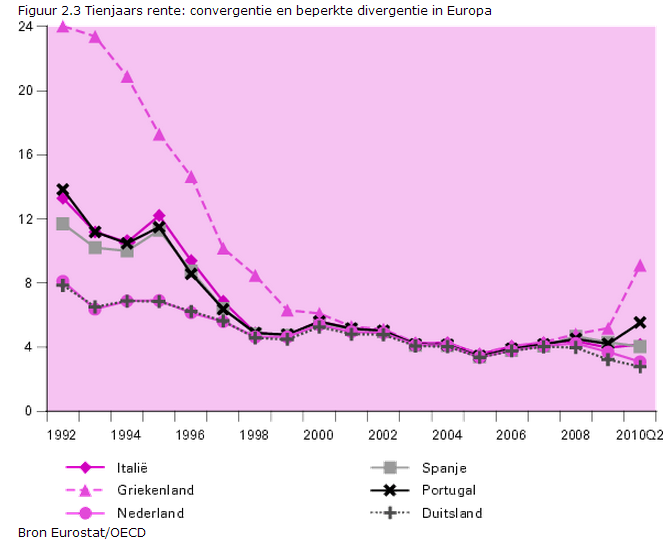 Figuur 2.3 Tienjaars rente: convergentie en beperkte divergentie in Europa
24
20
16
12
8
4
0
1992 1994 1996 1998 2000 2002 2004 2006 2008 2010Q2
Italië Spanje
Griekenland Portugal
Nederland Duitsland
Bron Eurostat/OECD